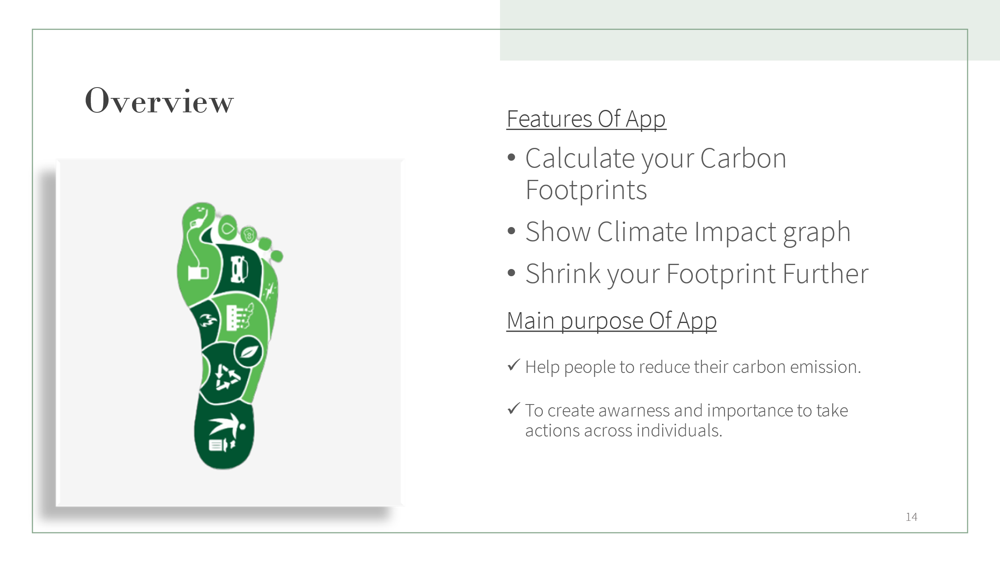 Overview
Features Of App
• Calculate your Carbon
Footprints
• Show Climate Impact graph
• Shrink your Footprint Further
Main purpose Of App
✓ Help people to reduce their carbon emission.
✓ To create awarness and importance to take
actions across individuals.
14